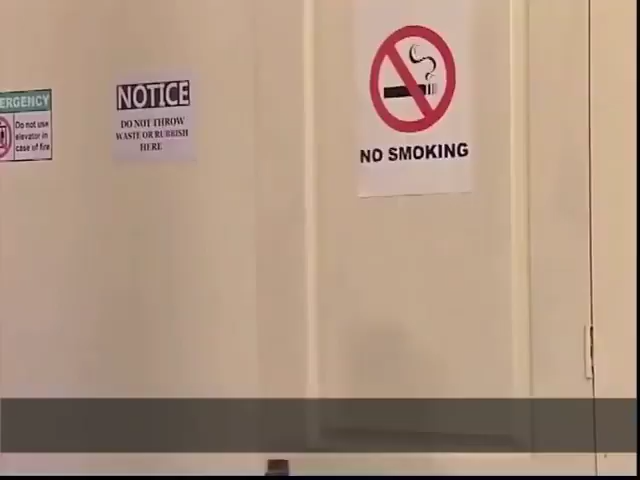 ERGENCY
Do not use
elevator in
case of fire
NOTICE
DO NOT THROW
WASTE OR RUBBISH
HERE
NO SMOKING